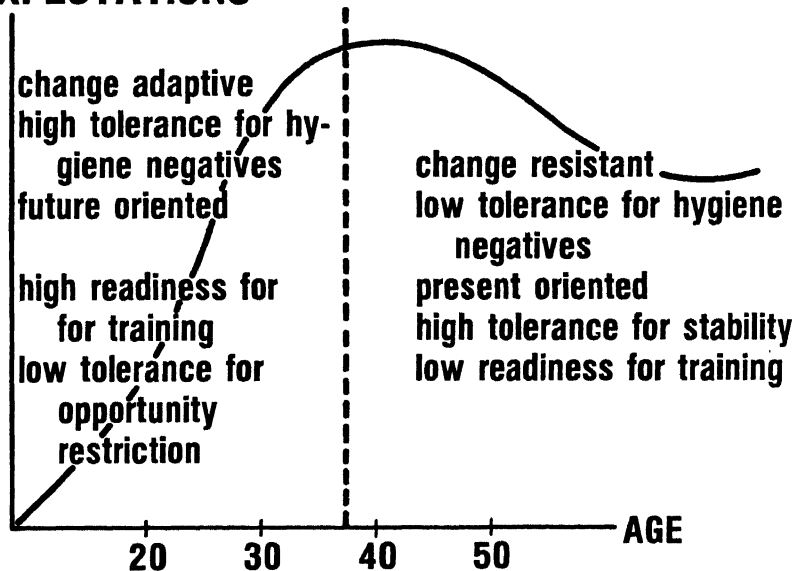 change adaptive
high tolerance for hy-
giene negatives
future oriented
high readiness for
for training
low tolerance for
opportunity
restriction
change resistant
low tolerance for hygiene
negatives
present oriented
high tolerance for stability
low readiness for training
AGE
20 30 40 50